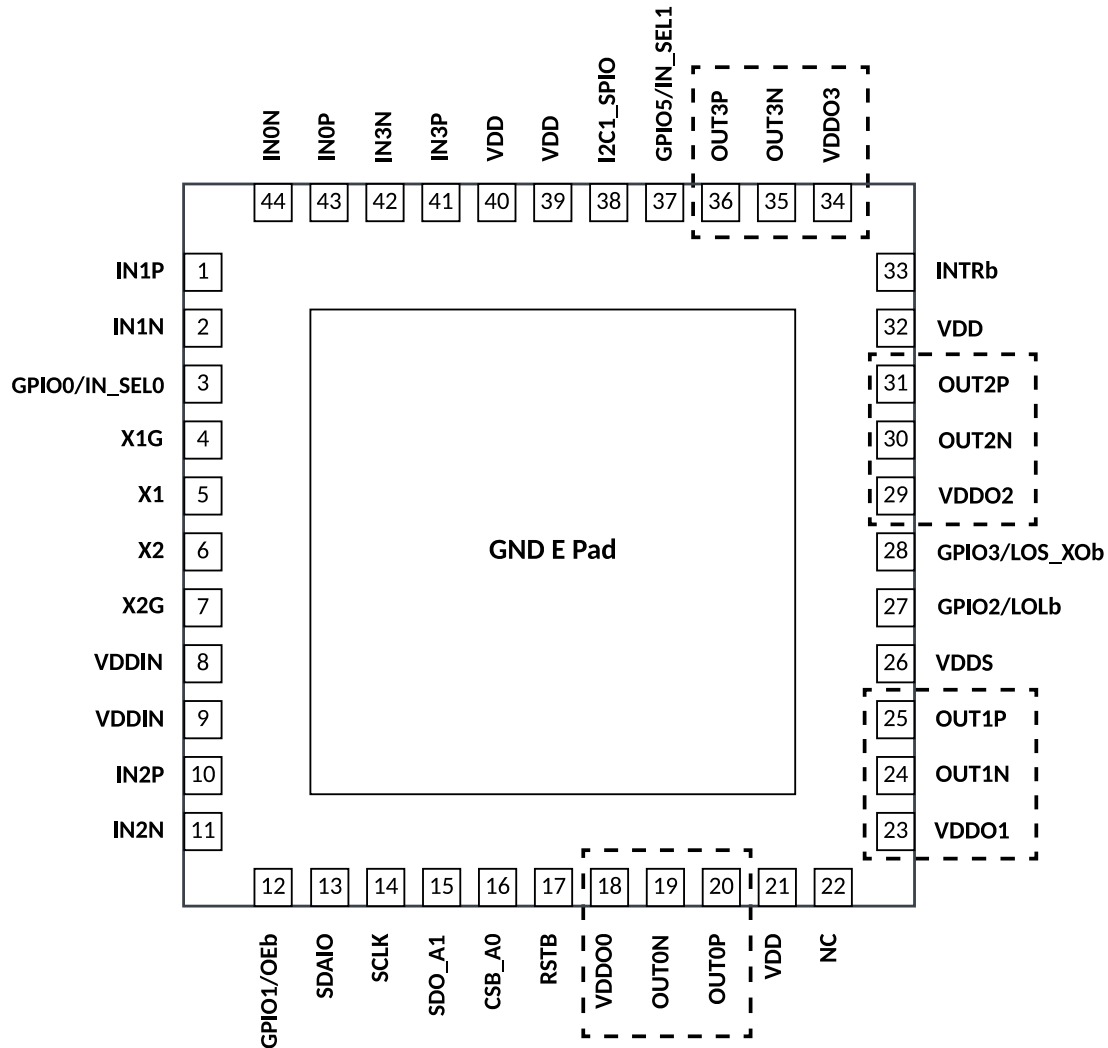 IN0N
IN0P
IN3N
IN3P
VDD
VDD
I2C1_SPIO
GPIO5/IN_SEL1
OUT3P
OUT3N
VDDO3
44 43 42 41 40 39 38 37 36 35 34
IN1P 1
IN1N 2
GPIO0/IN_SEL0 3
X1G 4
X1 5
X2 6
X2G 7
VDDIN 8
VDDIN 9
IN2P 10
IN2N 11
GND E Pad
33 INTRb
32 VDD
31 OUT2P
30 OUT2N
29 VDDO2
28 GPIO3/LOS_XOb
27 GPIO2/LOLb
26 VDDS
25 OUT1P
24 OUT1N
23 VDDO1
12 13 14 15 16 17 18 19 20 21 22
GPIO1/OEb
SDAIO
SCLK
SDO_A1
CSB_A0
RSTB
VDDO0
OUT0N
OUT0P
VDD
NC